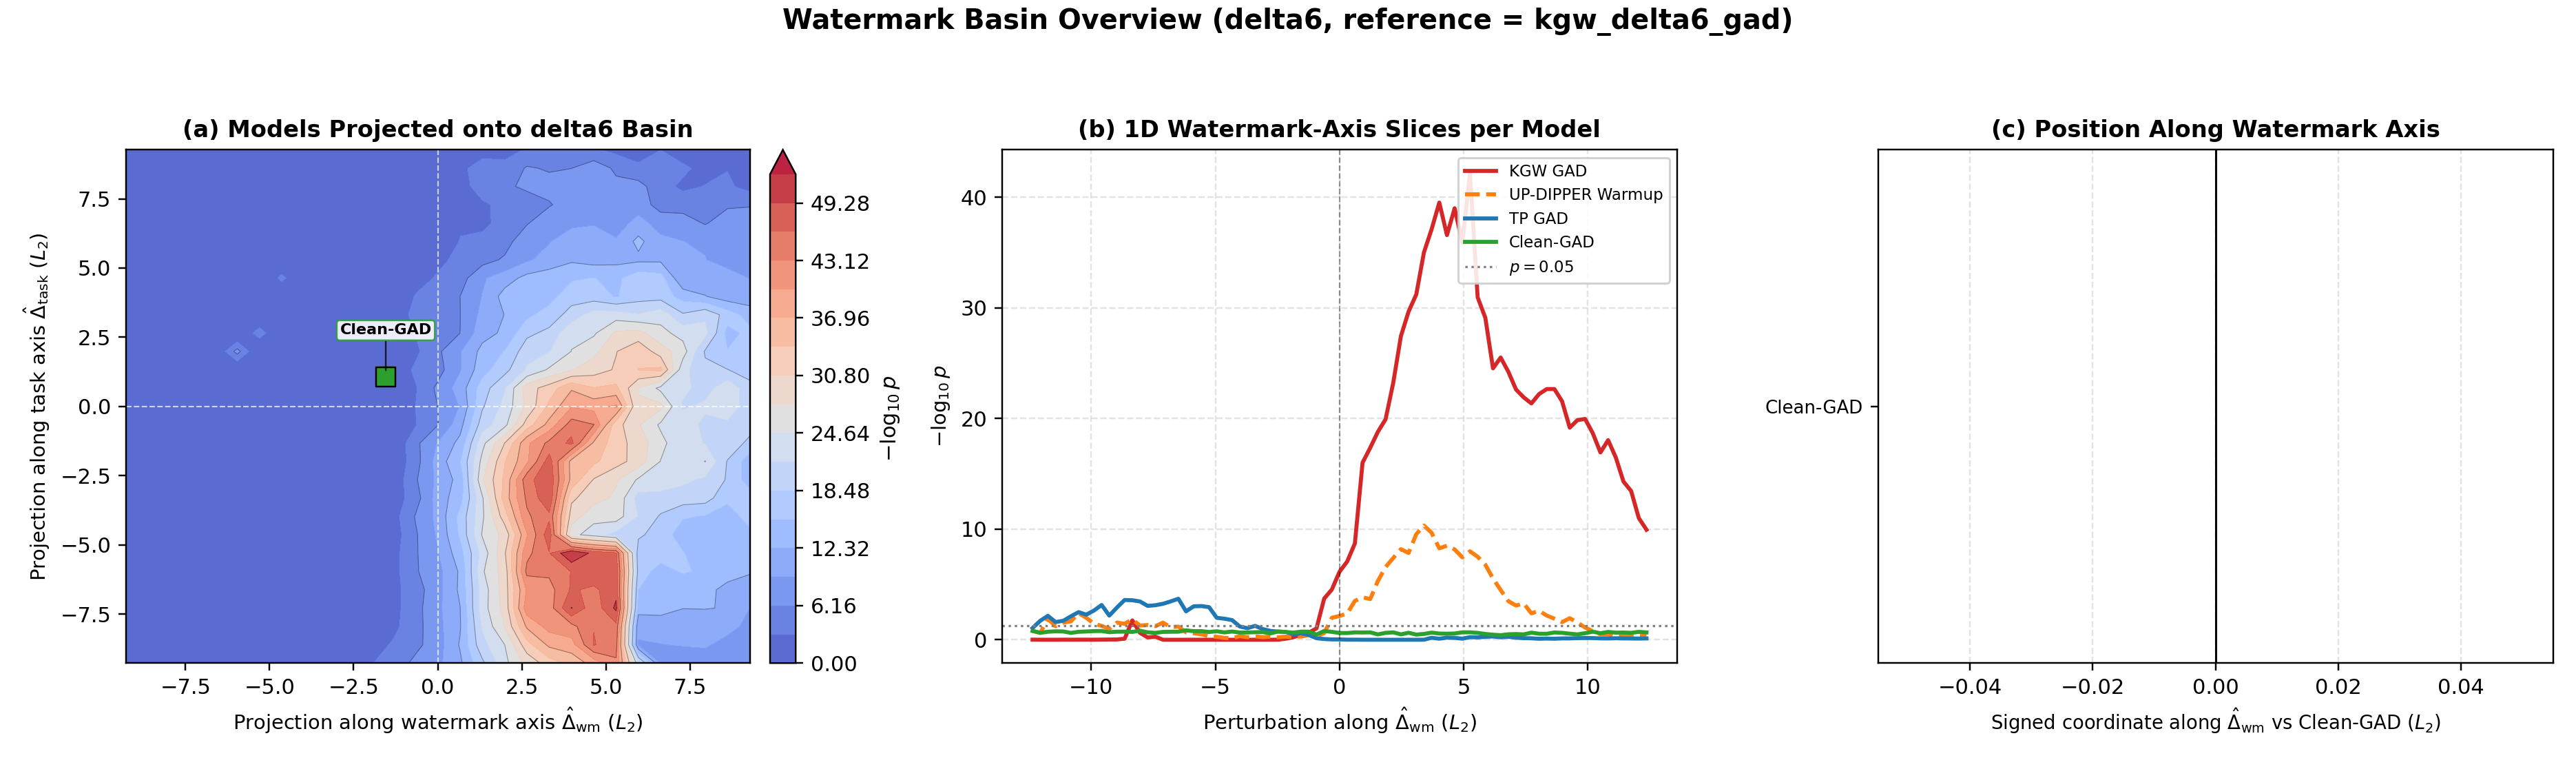 Watermark Basin Overview (delta6, reference = kgw_delta6_gad)
(a) Models Projected onto delta6 Basin
Projection along task axis Δ̂_task (L₂)
7.5
5.0
2.5
0.0
−2.5
−5.0
−7.5
Clean-GAD
−7.5 −5.0 −2.5 0.0 2.5 5.0 7.5
Projection along watermark axis Δ̂_wm (L₂)
49.28
43.12
36.96
30.80
24.64
18.48
12.32
6.16
0.00
−log₁₀ p
(b) 1D Watermark-Axis Slices per Model
−log₁₀ p
40
30
20
10
0
KGW GAD
UP-DIPPER Warmup
TP GAD
Clean-GAD
p = 0.05
−10 −5 0 5 10
Perturbation along Δ̂_wm (L₂)
(c) Position Along Watermark Axis
Clean-GAD
−0.04 −0.02 0.00 0.02 0.04
Signed coordinate along Δ̂_wm vs Clean-GAD (L₂)